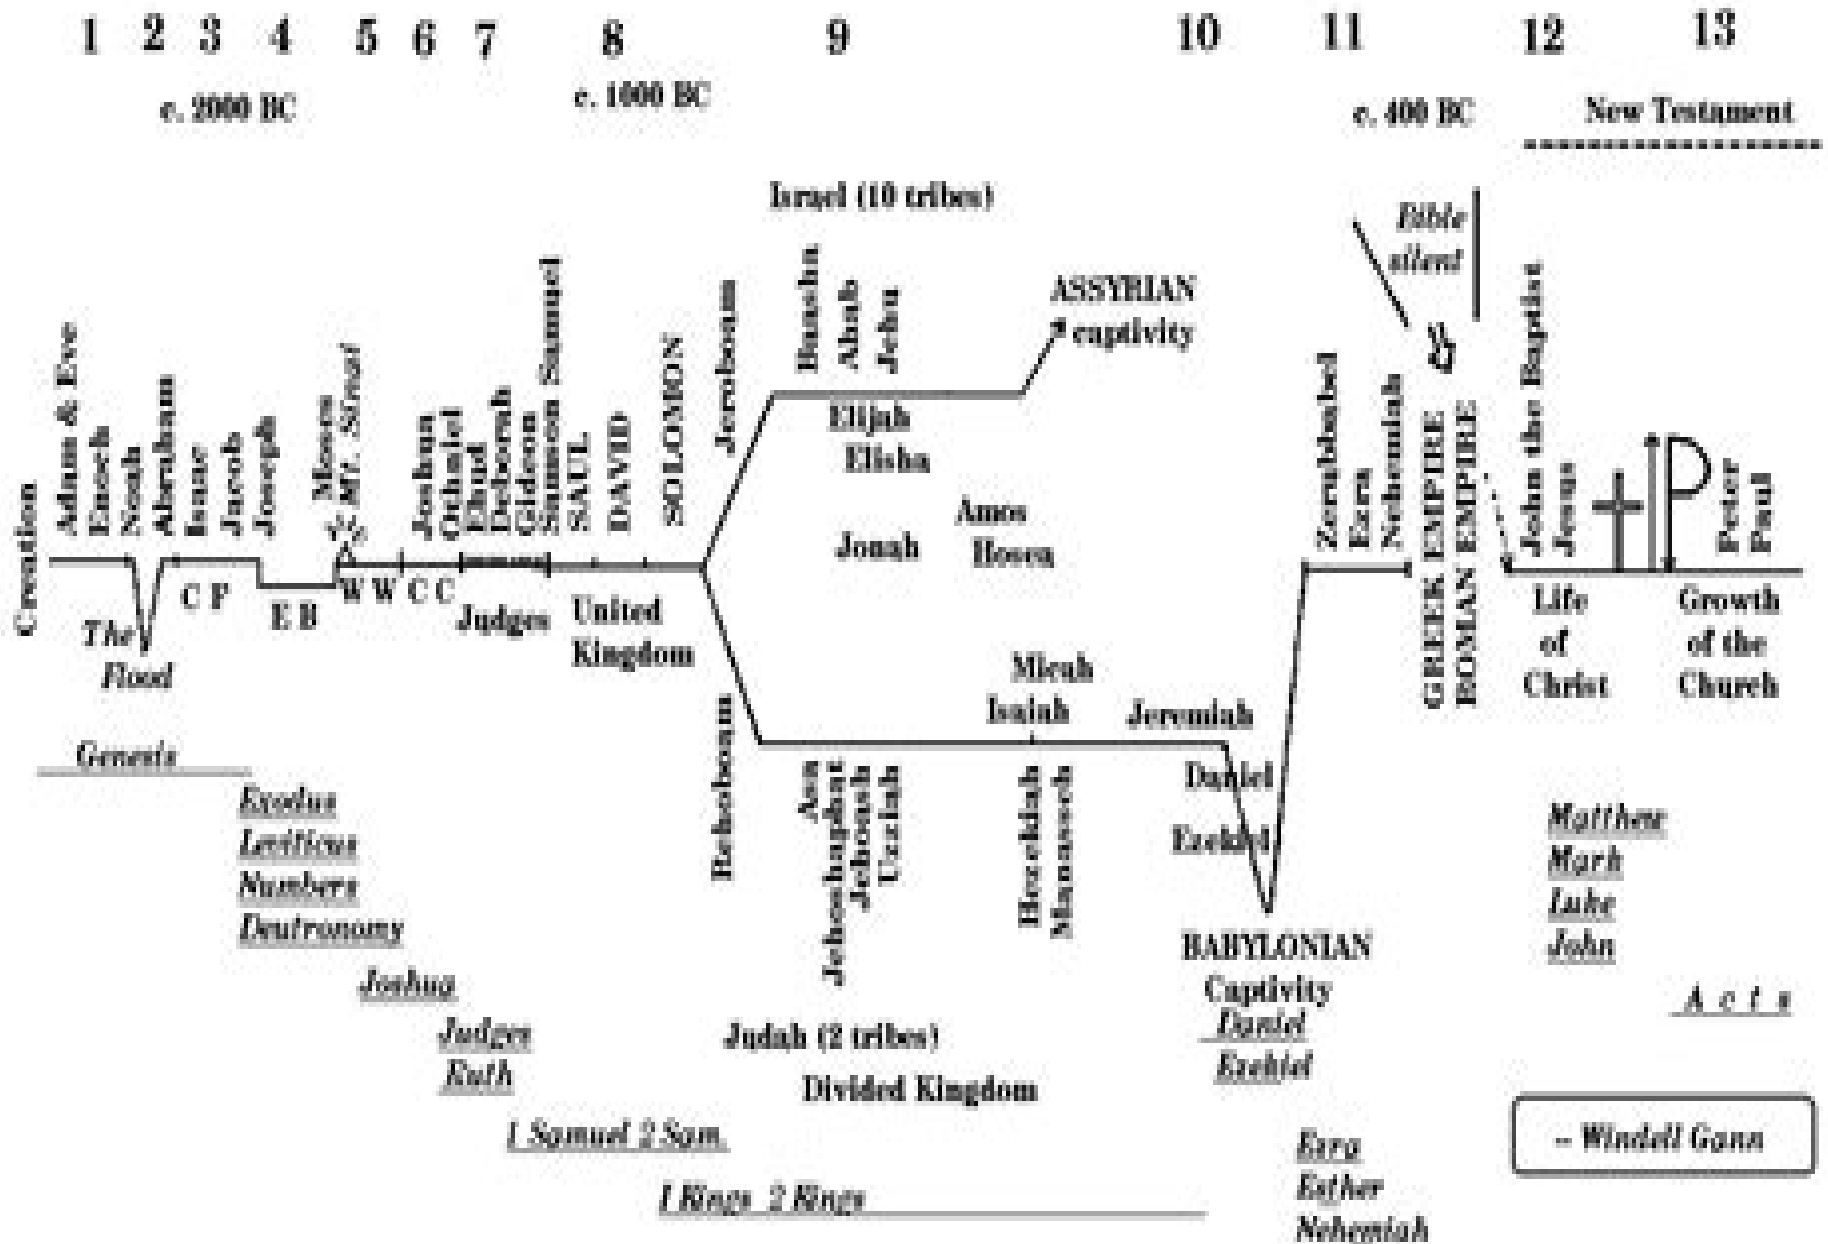 1 2 3 4 5 6 7 8 9 10 11 12 13
c. 2000 BC
c. 1000 BC
c. 400 BC
New Testament
Israel (10 tribes)
Bible
silent
ASSYRIAN
captivity
Creation
Adam & Eve
Enoch
Noah
Abraham
Isaac
Jacob
Joseph
Moses
Mt. Sinai
Joshua
Othniel
Ehud
Deborah
Gideon
Samson
Samuel
SAUL
DAVID
SOLOMON
Jeroboam
Baasha
Ahab
Jehu
Elijah
Elisha
Amos
Hosea
Jonah
Zerubbabel
Ezra
Nehemiah
GREEK EMPIRE
ROMAN EMPIRE
John the Baptist
Jesus
Peter
Paul
The
Flood
C P
E B
W W
C C
Judges
United
Kingdom
Life
of
Christ
Growth
of the
Church
Micah
Isaiah
Jeremiah
Daniel
Ezekiel
Rehoboam
Asa
Jehoshaphat
Jehoash
Uzziah
Hezekiah
Manasseh
BABYLONIAN
Captivity
Daniel
Ezekiel
Judah (2 tribes)
Divided Kingdom
Genesis
Exodus
Leviticus
Numbers
Deutronomy
Joshua
Judges
Ruth
1 Samuel 2 Sam.
1 Kings 2 Kings
Ezra
Esther
Nehemiah
Matthew
Mark
Luke
John
A c t s
-- Windell Gann